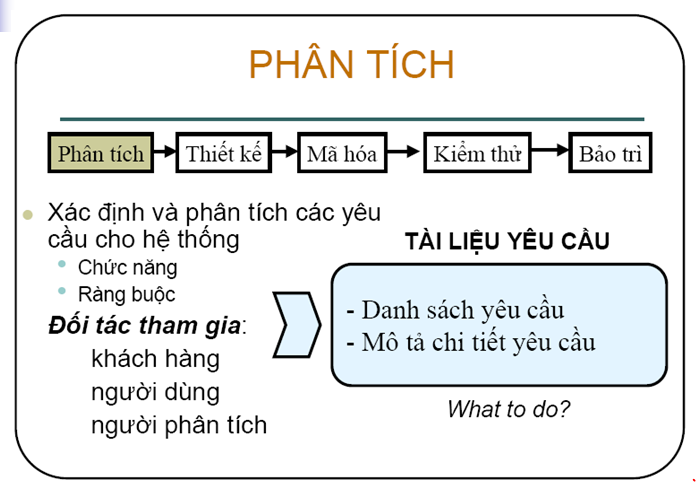 PHÂN TÍCH
Phân tích
Thiết kế
Mã hóa
Kiểm thử
Bảo trì
Xác định và phân tích các yêu
cầu cho hệ thống
Chức năng
Ràng buộc
Đối tác tham gia:
khách hàng
người dùng
người phân tích
TÀI LIỆU YÊU CẦU
- Danh sách yêu cầu
- Mô tả chi tiết yêu cầu
What to do?